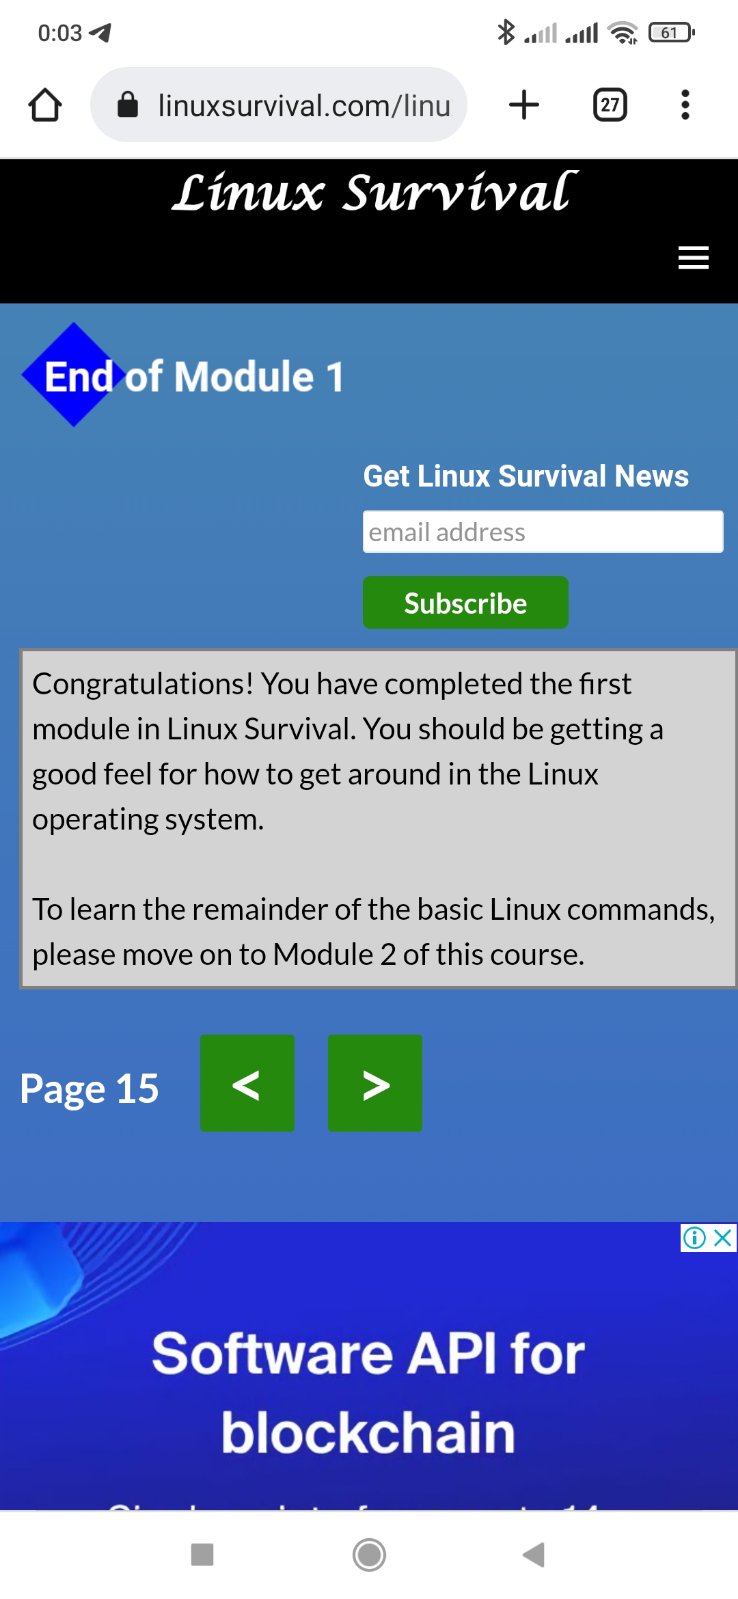 0:03
61
linuxsurvival.com/linu
27
Linux Survival
End of Module 1
Get Linux Survival News
email address
Subscribe
Congratulations! You have completed the first
module in Linux Survival. You should be getting a
good feel for how to get around in the Linux
operating system.
To learn the remainder of the basic Linux commands,
please move on to Module 2 of this course.
Page 15 < >
Software API for
blockchain